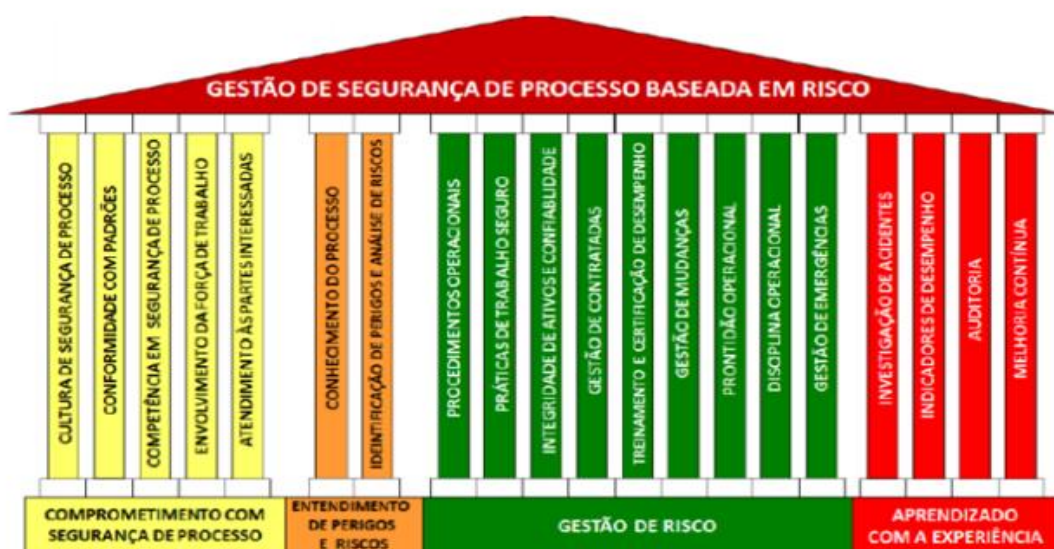 GESTÃO DE SEGURANÇA DE PROCESSO BASEADA EM RISCO
CULTURA DE SEGURANÇA DE PROCESSO
CONFORMIDADE COM PADRÕES
COMPETÊNCIA EM SEGURANÇA DE PROCESSO
ENVOLVIMENTO DA FORÇA DE TRABALHO
ATENDIMENTO ÀS PARTES INTERESSADAS
CONHECIMENTO DO PROCESSO
IDEINTIFICAÇÃO DE PERIGOS E ANÁLISE DE RISCOS
PROCEDIMENTOS OPERACIONAIS
PRÁTICAS DE TRABALHO SEGURO
INTEGRIDADE DE ATIVOS E CONFIABLIDADE
GESTÃO DE CONTRATADAS
TREINAMENTO E CERTIFICAÇÃO DE DESEMPENHO
GESTÃO DE MUDANÇAS
PRONTIDÃO OPERACIONAL
DISCIPLINA OPERACIONAL
GESTÃO DE EMERGÊNCIAS
INVESTIGAÇÃO DE ACIDENTES
INDICADORES DE DESEMPENHO
AUDITORIA
MELHORIA CONTÍNUA
COMPROMETIMENTO COM
SEGURANÇA DE PROCESSO
ENTENDIMENTO
DE PERIGOS
E RISCOS
GESTÃO DE RISCO
APRENDIZADO
COM A EXPERIÊNCIA